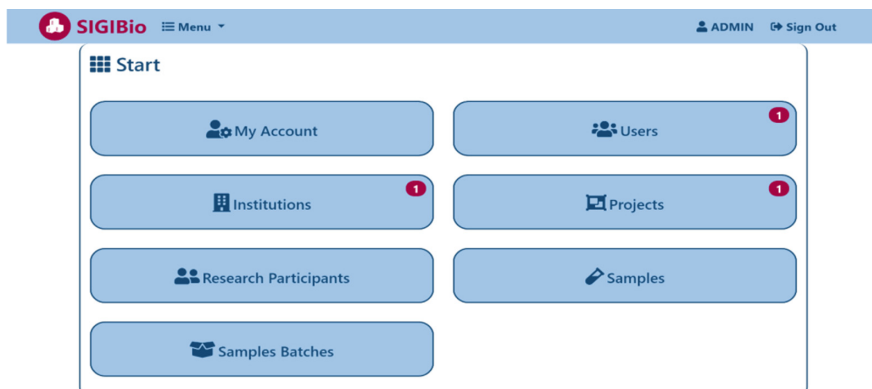 SIGIBio Menu ADMIN Sign Out
Start
My Account
Users 1
Institutions 1
Projects 1
Research Participants
Samples
Samples Batches